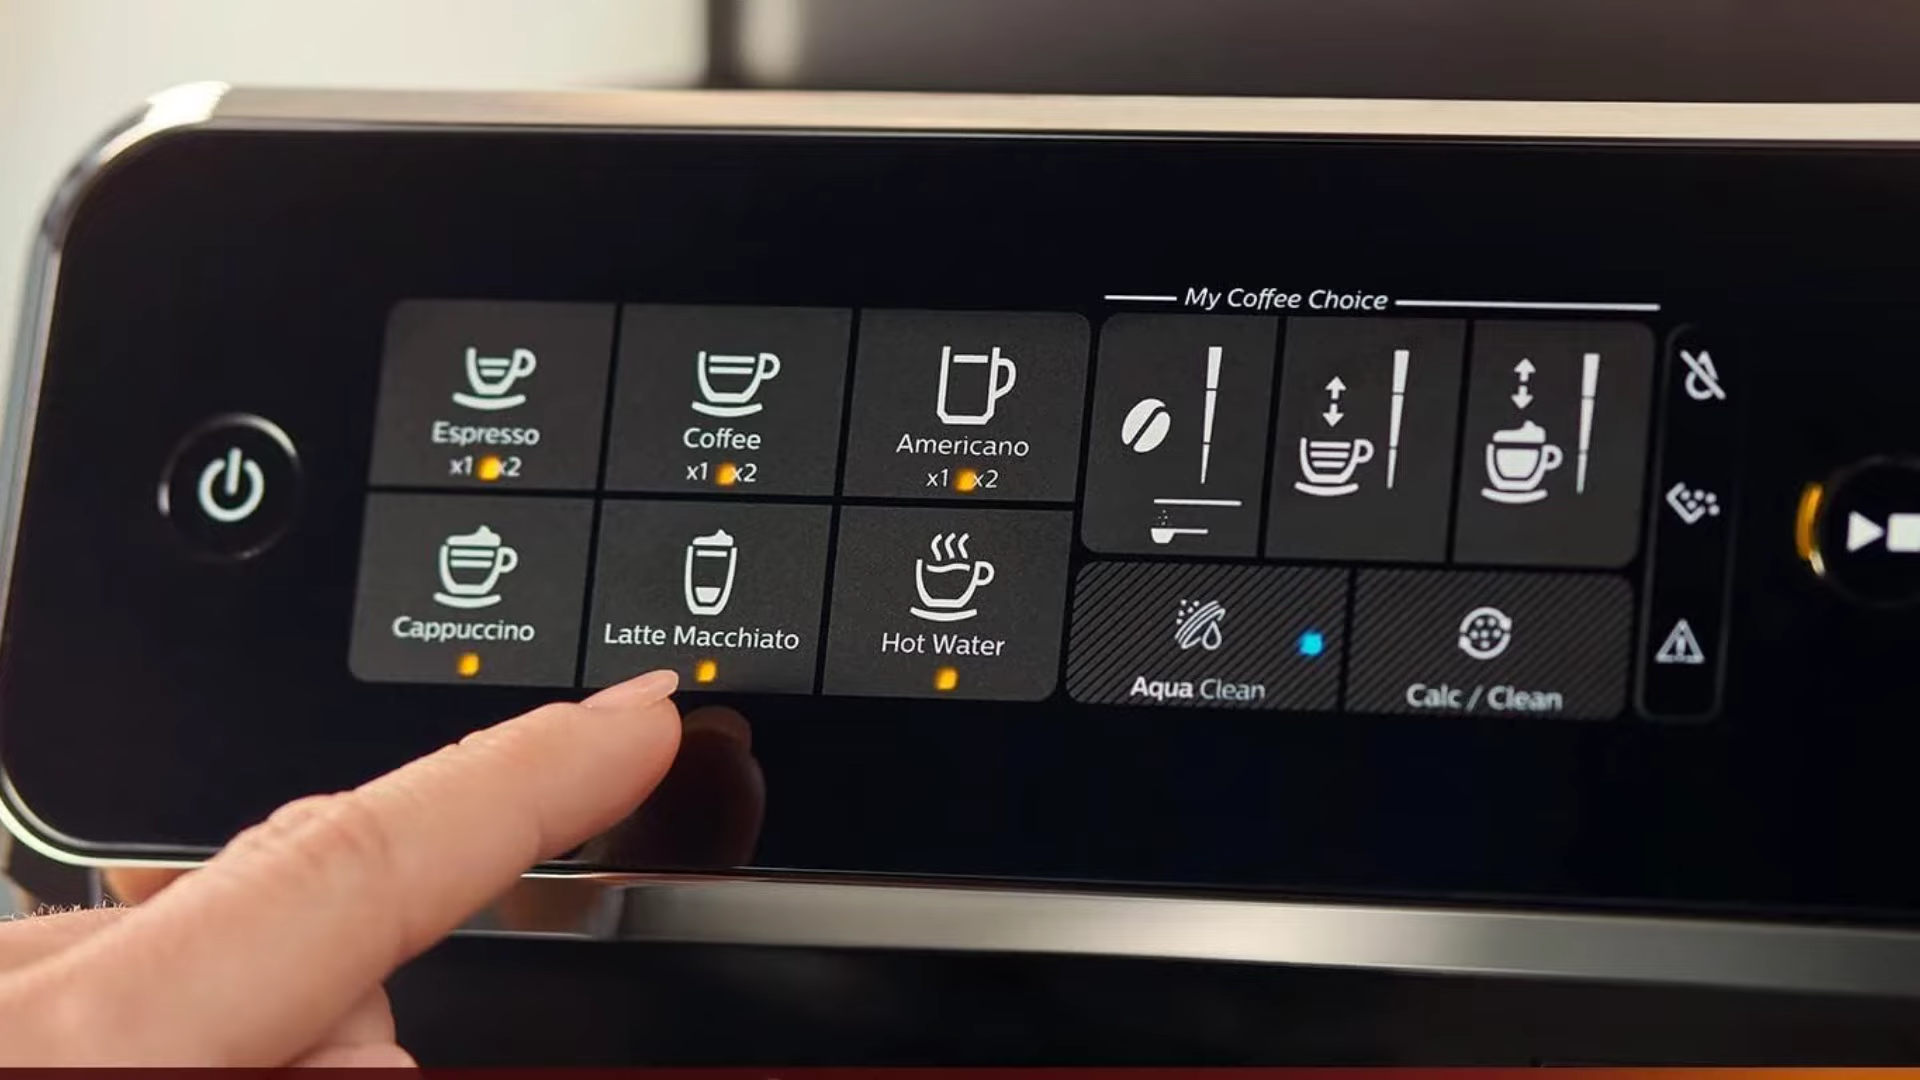 My Coffee Choice
Espresso
x1 x2
Coffee
x1 x2
Americano
x1 x2
Cappuccino
Latte Macchiato
Hot Water
Aqua Clean
Calc / Clean